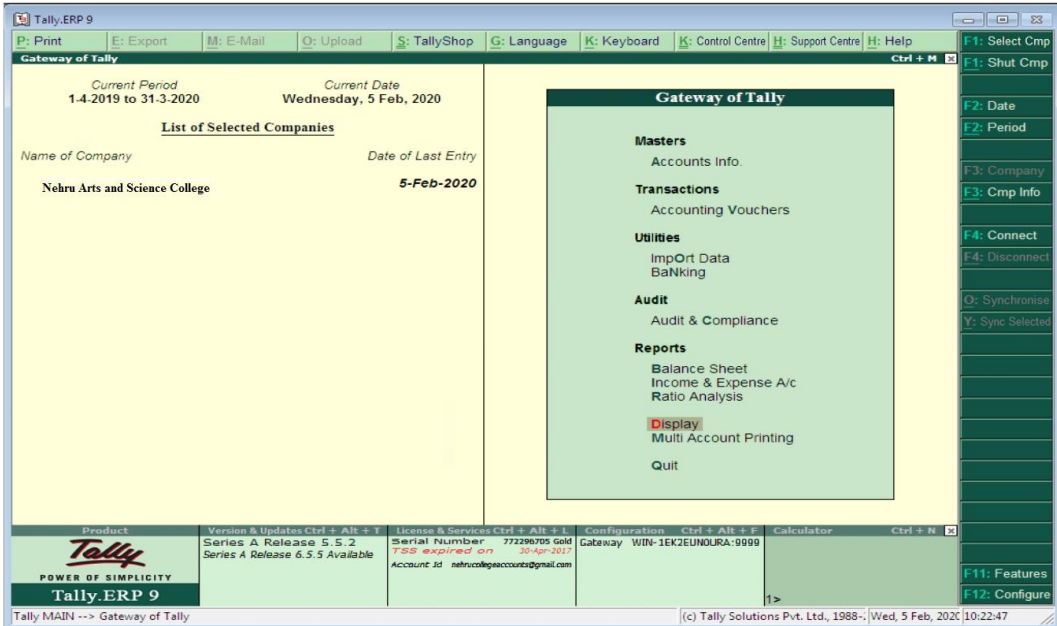 Tally.ERP 9
P: Print E: Export M: E-Mail O: Upload S: TallyShop G: Language K: Keyboard K: Control Centre H: Support Centre H: Help
Gateway of Tally Ctrl + M
Current Period Current Date
1-4-2019 to 31-3-2020 Wednesday, 5 Feb, 2020
List of Selected Companies
Name of Company Date of Last Entry
Nehru Arts and Science College 5-Feb-2020
Gateway of Tally
Masters
Accounts Info.
Transactions
Accounting Vouchers
Utilities
ImpOrt Data
BaNking
Audit
Audit & Compliance
Reports
Balance Sheet
Income & Expense A/c
Ratio Analysis
Display
Multi Account Printing
Quit
F1: Select Cmp
F1: Shut Cmp
F2: Date
F2: Period
F3: Company
F3: Cmp Info
F4: Connect
F4: Disconnect
O: Synchronise
Y: Sync Selected
F11: Features
F12: Configure
Product
Tally
POWER OF SIMPLICITY
Tally.ERP 9
Version & Updates Ctrl + Alt + T
Series A Release 5.5.2
Series A Release 6.5.5 Available
License & Services Ctrl + Alt + L
Serial Number 772296705 Gold
TSS expired on 30-Apr-2017
Account Id nehrucollegeaccounts@gmail.com
Configuration Ctrl + Alt + F
Gateway WIN-1EK2EUNOURA:9999
Calculator Ctrl + N
1>
Tally MAIN --> Gateway of Tally (c) Tally Solutions Pvt. Ltd., 1988-. Wed, 5 Feb, 202( 10:22:47